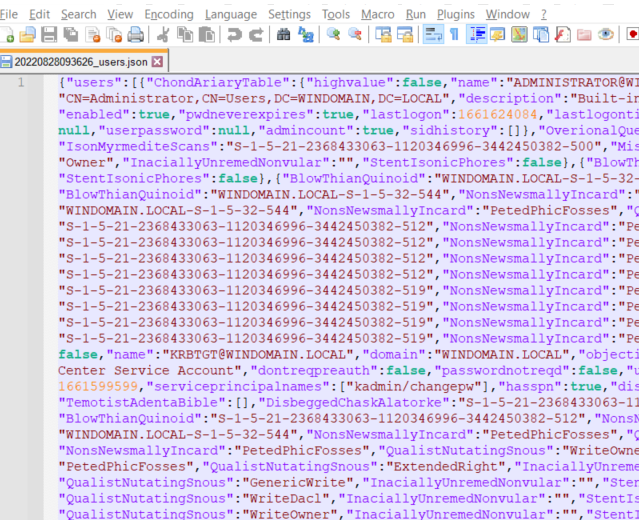 File Edit Search View Encoding Language Settings Tools Macro Run Plugins Window ?
20220828093626_users.json
1 {"users":[{"ChondAriaryTable":{"highvalue":false,"name":"ADMINISTRATOR@WI
"CN=Administrator,CN=Users,DC=WINDOMAIN,DC=LOCAL","description":"Built-in
"enabled":true,"pwdneverexpires":true,"lastlogon":1661624084,"lastlogonti
null,"userpassword":null,"admincount":true,"sidhistory":[]},"OverionalQue
"IsonMyrmediteScans":"S-1-5-21-2368433063-1120346996-3442450382-500","Mis
"Owner","InaciallyUnremedNonvular":"","StentIsonicPhores":false},{"BlowTh
"StentIsonicPhores":false},{"BlowThianQuinoid":"WINDOMAIN.LOCAL-S-1-5-32-
"BlowThianQuinoid":"WINDOMAIN.LOCAL-S-1-5-32-544","NonsNewsmallyIncard":"
"WINDOMAIN.LOCAL-S-1-5-32-544","NonsNewsmallyIncard":"PetedPhicFosses","Q
"S-1-5-21-2368433063-1120346996-3442450382-512","NonsNewsmallyIncard":"Pe
"S-1-5-21-2368433063-1120346996-3442450382-512","NonsNewsmallyIncard":"Pe
"S-1-5-21-2368433063-1120346996-3442450382-512","NonsNewsmallyIncard":"Pe
"S-1-5-21-2368433063-1120346996-3442450382-512","NonsNewsmallyIncard":"Pe
"S-1-5-21-2368433063-1120346996-3442450382-519","NonsNewsmallyIncard":"Pe
"S-1-5-21-2368433063-1120346996-3442450382-519","NonsNewsmallyIncard":"Pe
"S-1-5-21-2368433063-1120346996-3442450382-519","NonsNewsmallyIncard":"Pe
"S-1-5-21-2368433063-1120346996-3442450382-519","NonsNewsmallyIncard":"Pe
false,"name":"KRBTGT@WINDOMAIN.LOCAL","domain":"WINDOMAIN.LOCAL","objecti
Center Service Account","dontreqpreauth":false,"passwordnotreqd":false,"u
1661599599,"serviceprincipalnames":["kadmin/changepw"],"hasspn":true,"dis
"TemotistAdentaBible":[],"DisbeggedChaskAlatorke":"S-1-5-21-2368433063-11
"BlowThianQuinoid":"S-1-5-21-2368433063-1120346996-3442450382-512","NonsN
"WINDOMAIN.LOCAL-S-1-5-32-544","NonsNewsmallyIncard":"PetedPhicFosses","Q
"NonsNewsmallyIncard":"PetedPhicFosses","QualistNutatingSnous":"WriteOwne
"PetedPhicFosses","QualistNutatingSnous":"ExtendedRight","InaciallyUnreme
"QualistNutatingSnous":"GenericWrite","InaciallyUnremedNonvular":"","Sten
"QualistNutatingSnous":"WriteDacl","InaciallyUnremedNonvular":"","StentIs
"QualistNutatingSnous":"WriteOwner","InaciallyUnremedNonvular":"","StentI